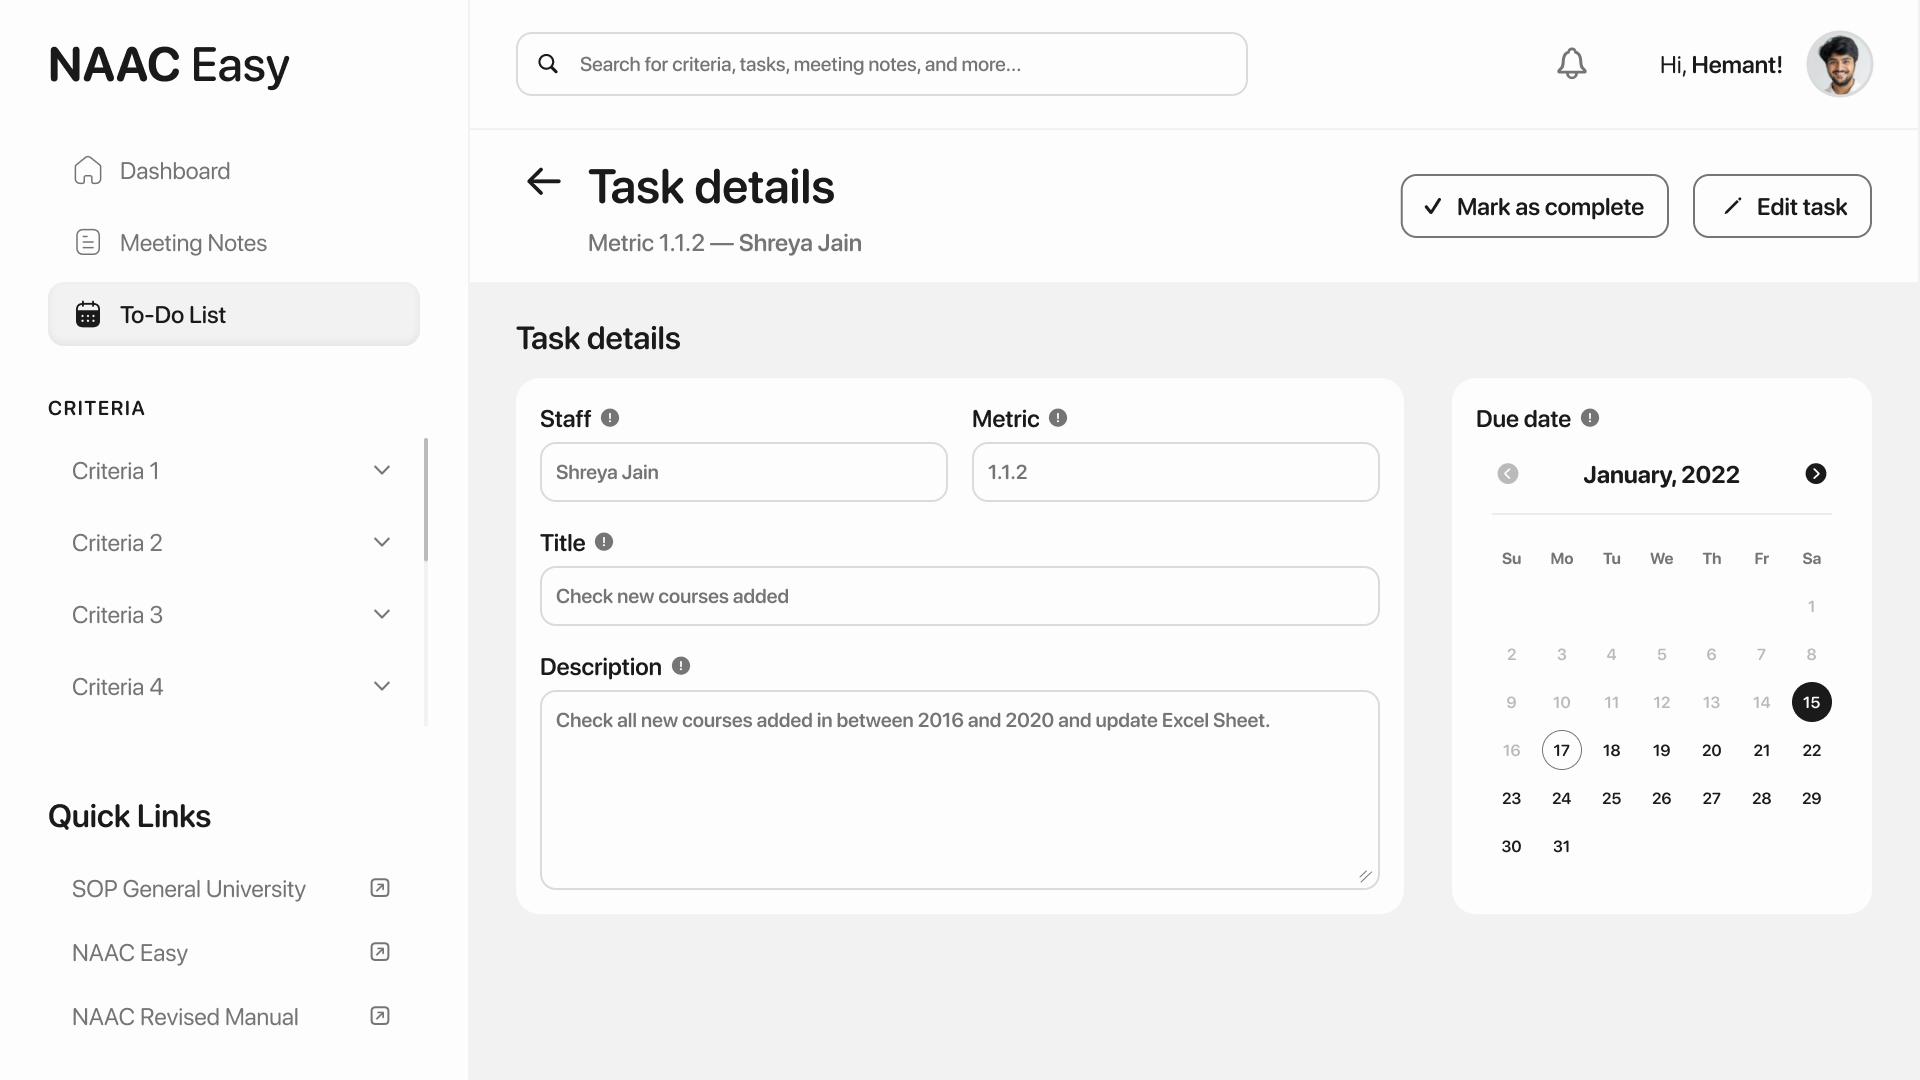 NAAC Easy
Dashboard
Meeting Notes
To-Do List
CRITERIA
Criteria 1
Criteria 2
Criteria 3
Criteria 4
Quick Links
SOP General University
NAAC Easy
NAAC Revised Manual
Search for criteria, tasks, meeting notes, and more...
Hi, Hemant!
Task details
Metric 1.1.2 — Shreya Jain
Mark as complete
Edit task
Task details
Staff
Shreya Jain
Metric
1.1.2
Title
Check new courses added
Description
Check all new courses added in between 2016 and 2020 and update Excel Sheet.
Due date
January, 2022
Su Mo Tu We Th Fr Sa
1
2 3 4 5 6 7 8
9 10 11 12 13 14 15
16 17 18 19 20 21 22
23 24 25 26 27 28 29
30 31